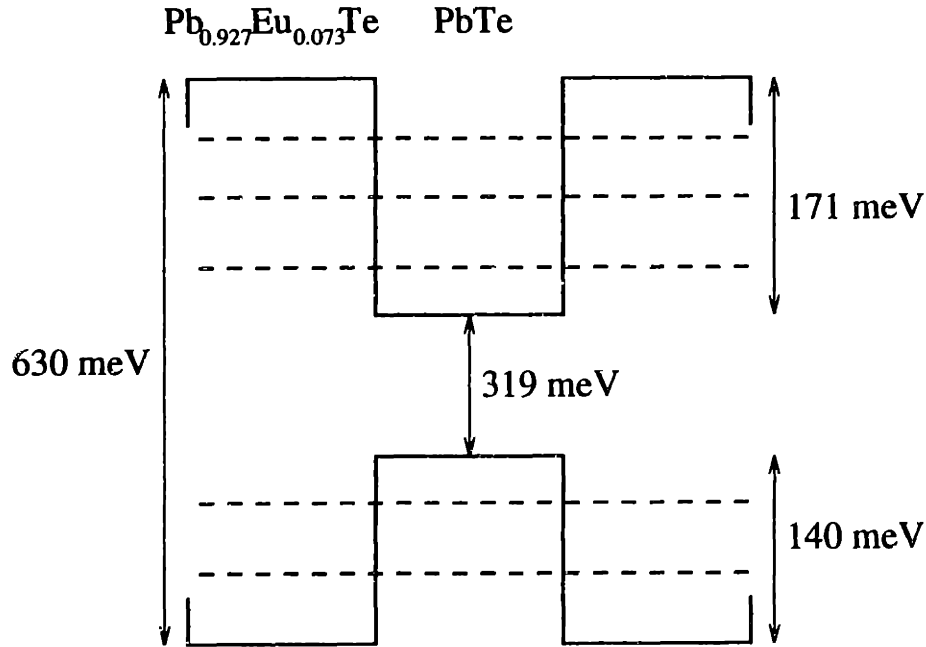 Pb₀.₉₂₇Eu₀.₀₇₃Te PbTe
171 meV
630 meV
319 meV
140 meV